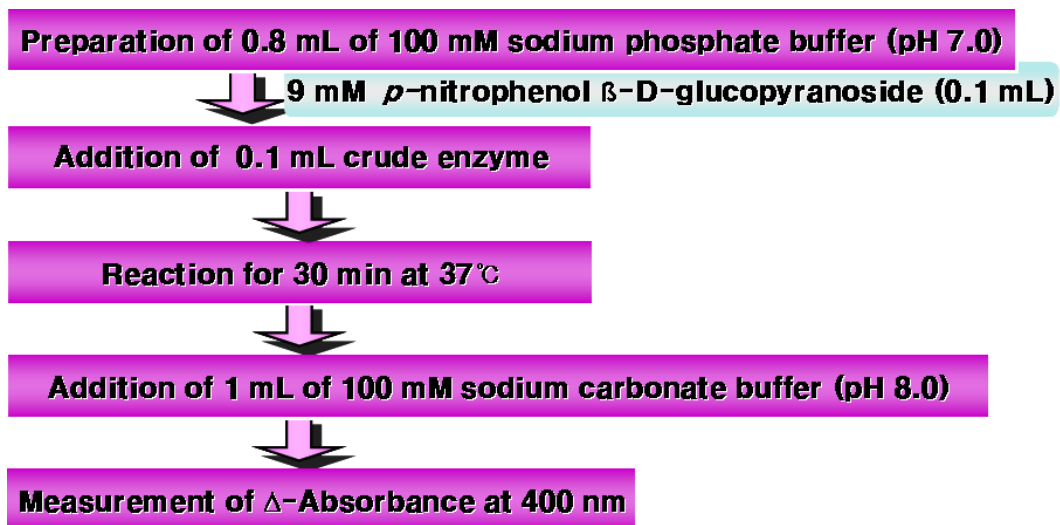 Preparation of 0.8 mL of 100 mM sodium phosphate buffer (pH 7.0)
9 mM p-nitrophenol ß-D-glucopyranoside (0.1 mL)
Addition of 0.1 mL crude enzyme
Reaction for 30 min at 37℃
Addition of 1 mL of 100 mM sodium carbonate buffer (pH 8.0)
Measurement of Δ-Absorbance at 400 nm